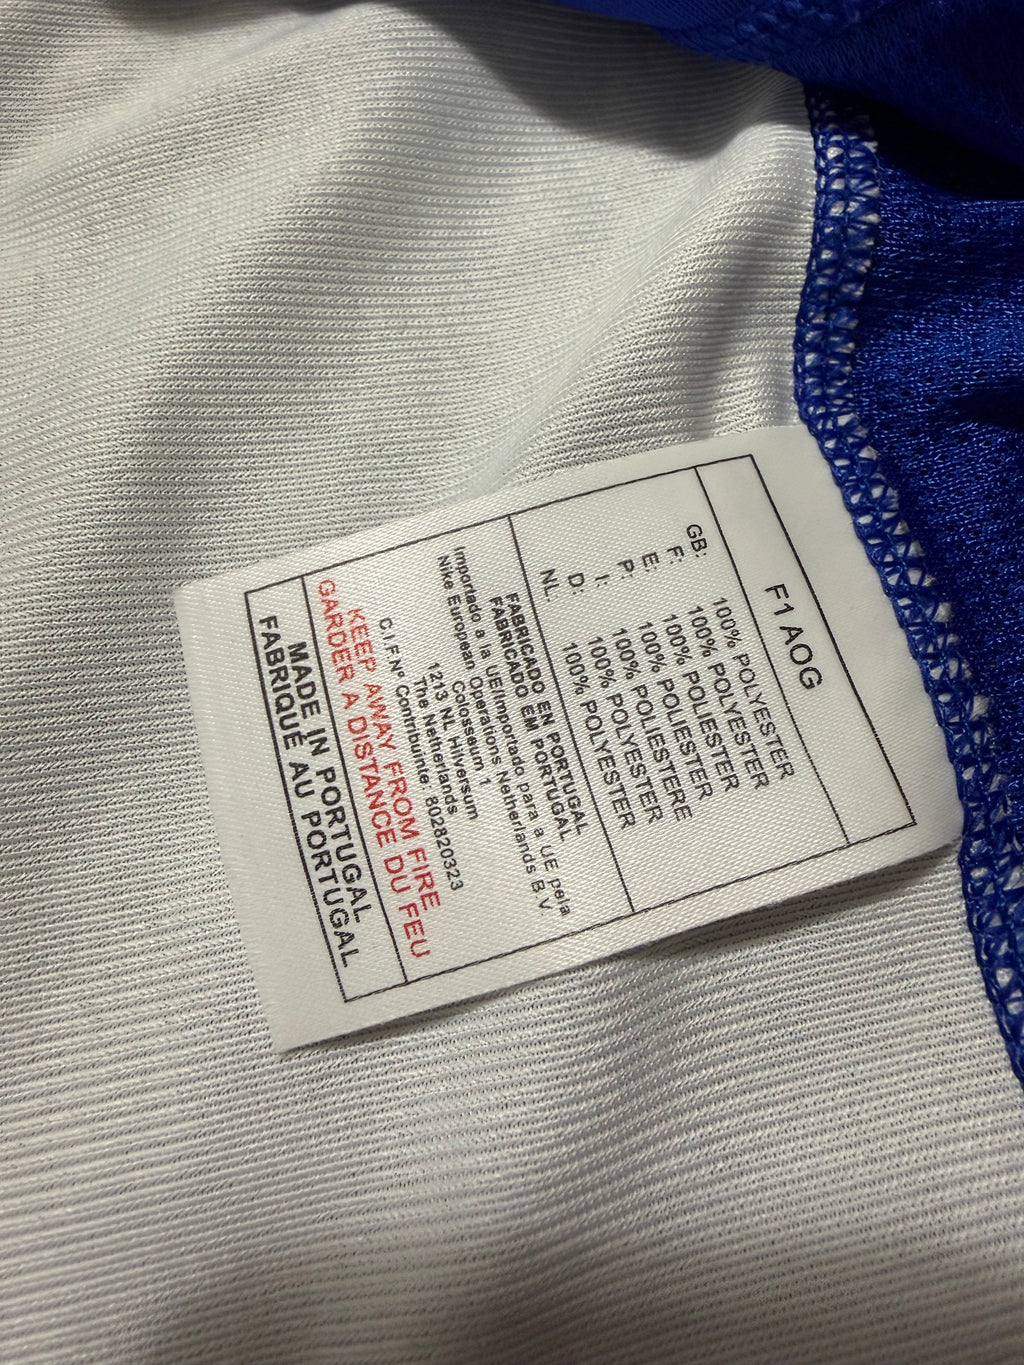 F1 AOG
GB: 100% POLYESTER
F: 100% POLYESTER
E: 100% POLIESTER
P: 100% POLIESTER
I: 100% POLIESTERE
D: 100% POLYESTER
NL: 100% POLYESTER
FABRICADO EN PORTUGAL
FABRICADO EM PORTUGAL
Importado a la UE/Importado para a UE pela
Nike European Operations Netherlands B.V.
Colosseum 1
1213 NL Hilversum
The Netherlands
C.I.F Nº Contribuinte: 802820323
KEEP AWAY FROM FIRE
GARDER A DISTANCE DU FEU
MADE IN PORTUGAL
FABRIQUÉ AU PORTUGAL